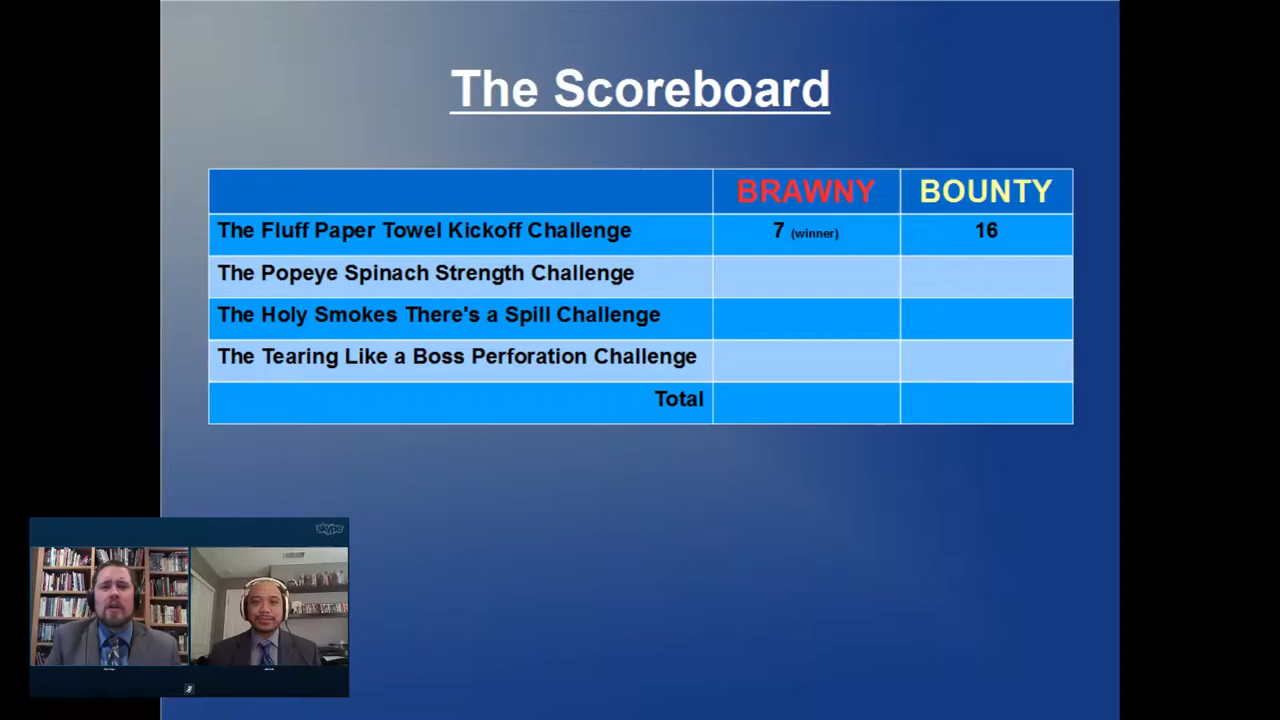 The Scoreboard
BRAWNY BOUNTY
The Fluff Paper Towel Kickoff Challenge 7 (winner) 16
The Popeye Spinach Strength Challenge
The Holy Smokes There's a Spill Challenge
The Tearing Like a Boss Perforation Challenge
Total
skype